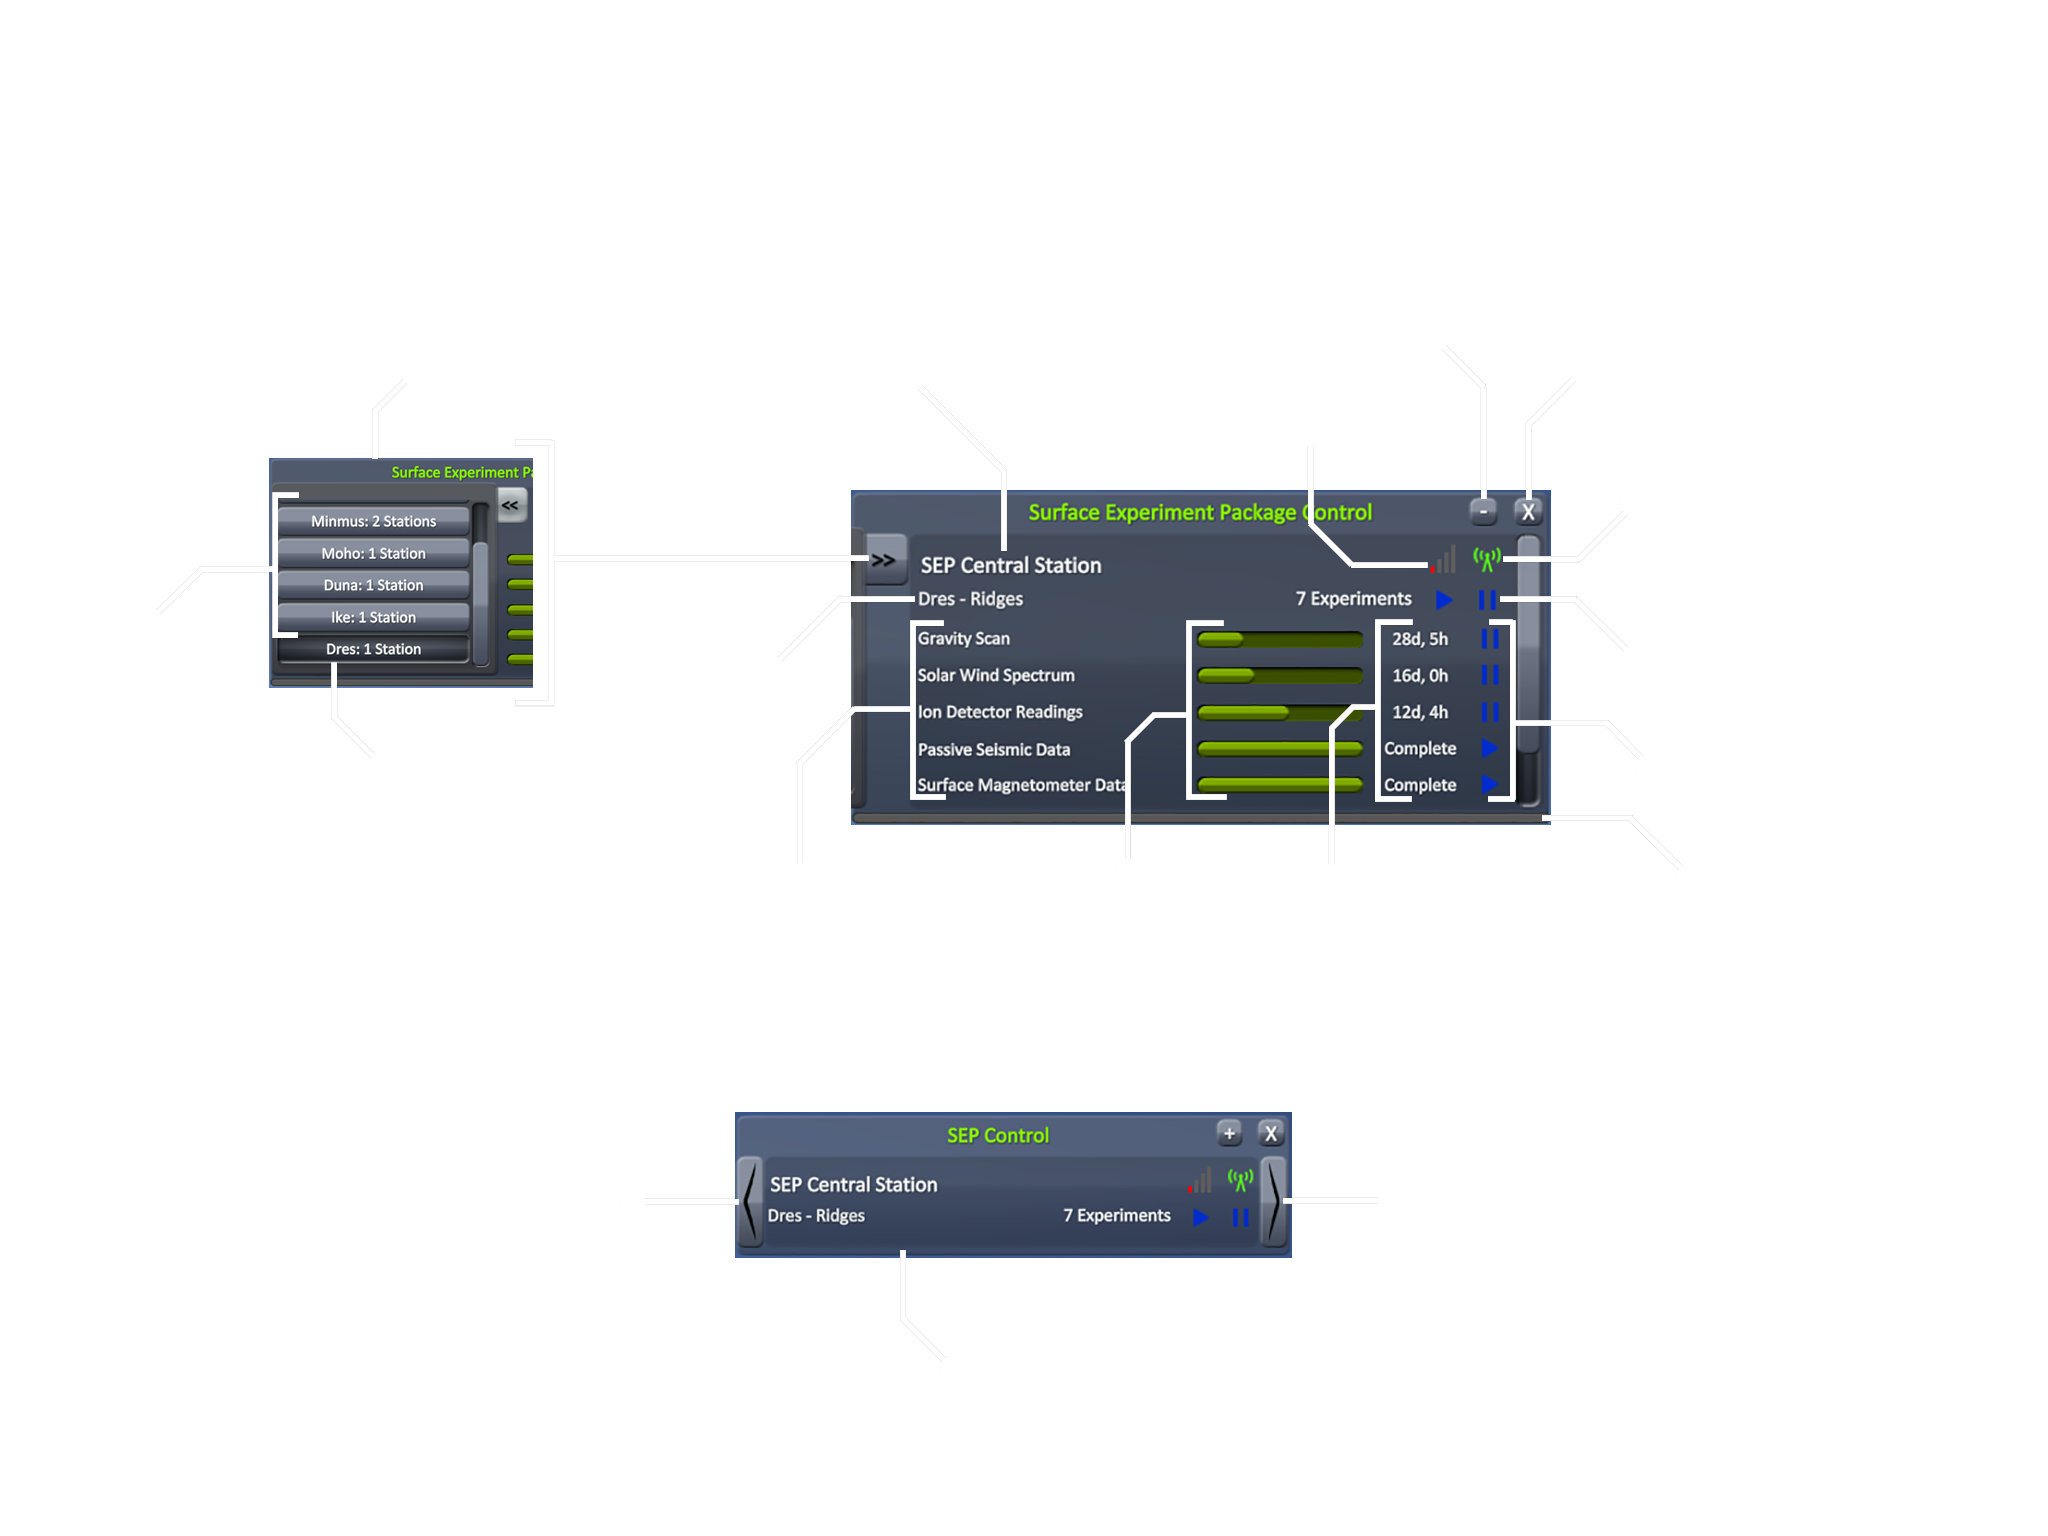 Surface Experiment P
<<
Minmus: 2 Stations
Moho: 1 Station
Duna: 1 Station
Ike: 1 Station
Dres: 1 Station
Surface Experiment Package Control
- X
>>
SEP Central Station
Dres - Ridges 7 Experiments
Gravity Scan 28d, 5h
Solar Wind Spectrum 16d, 0h
Ion Detector Readings 12d, 4h
Passive Seismic Data Complete
Surface Magnetometer Data Complete
SEP Control + X
SEP Central Station
Dres - Ridges 7 Experiments